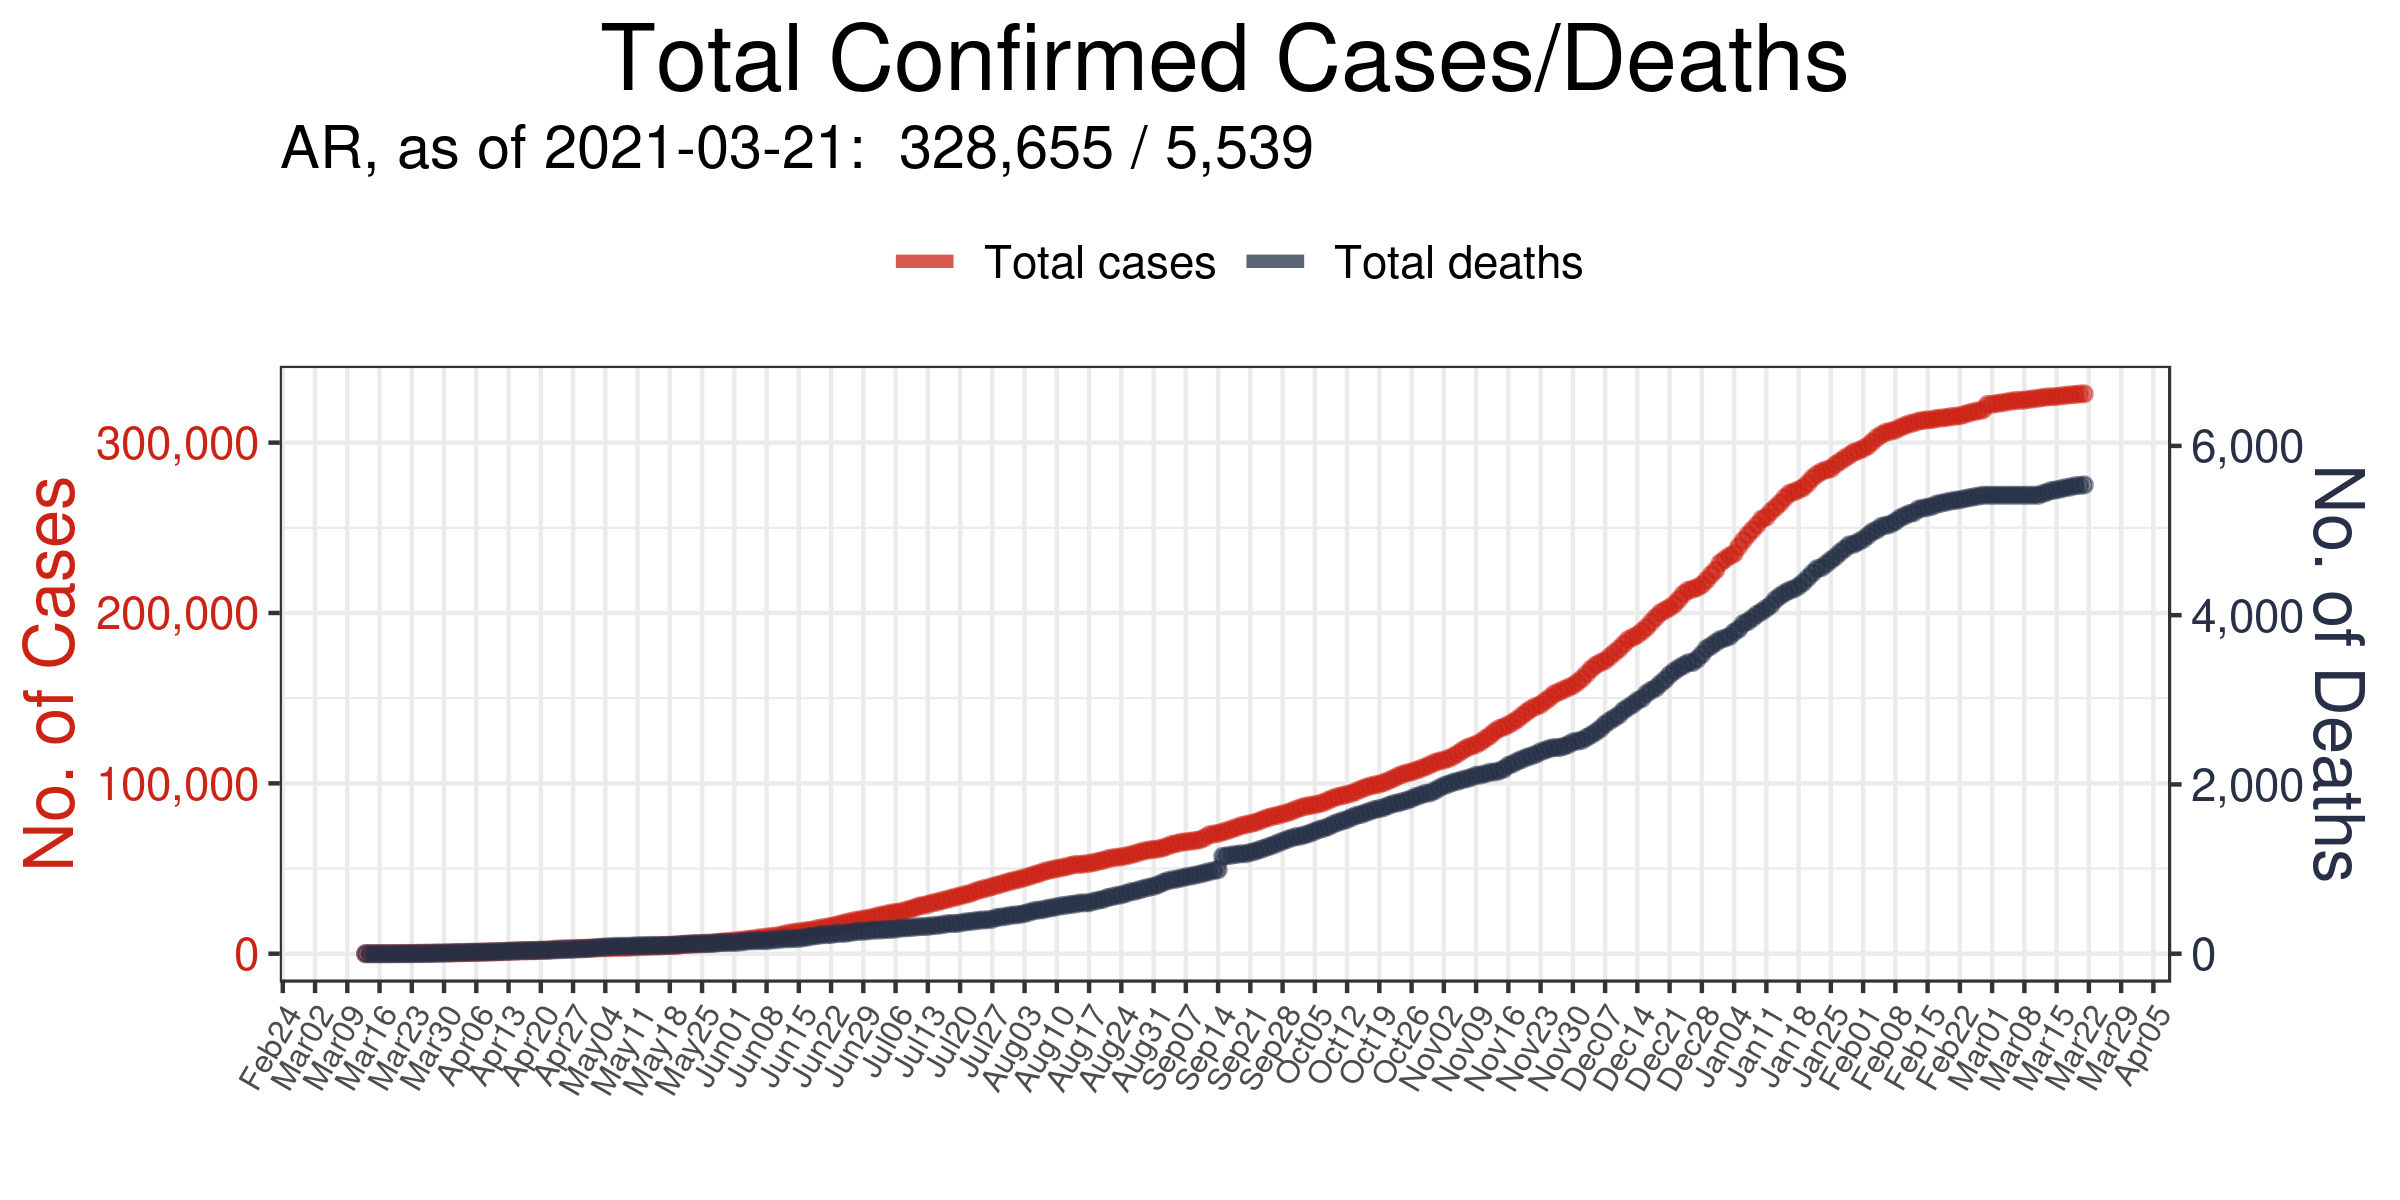 Total Confirmed Cases/Deaths
AR, as of 2021-03-21:  328,655 / 5,539
Total cases
Total deaths
No. of Cases
300,000
200,000
100,000
0
6,000
4,000
2,000
0
No. of Deaths
Feb24
Mar02
Mar09
Mar16
Mar23
Mar30
Apr06
Apr13
Apr20
Apr27
May04
May11
May18
May25
Jun01
Jun08
Jun15
Jun22
Jun29
Jul06
Jul13
Jul20
Jul27
Aug03
Aug10
Aug17
Aug24
Aug31
Sep07
Sep14
Sep21
Sep28
Oct05
Oct12
Oct19
Oct26
Nov02
Nov09
Nov16
Nov23
Nov30
Dec07
Dec14
Dec21
Dec28
Jan04
Jan11
Jan18
Jan25
Feb01
Feb08
Feb15
Feb22
Mar01
Mar08
Mar15
Mar22
Mar29
Apr05